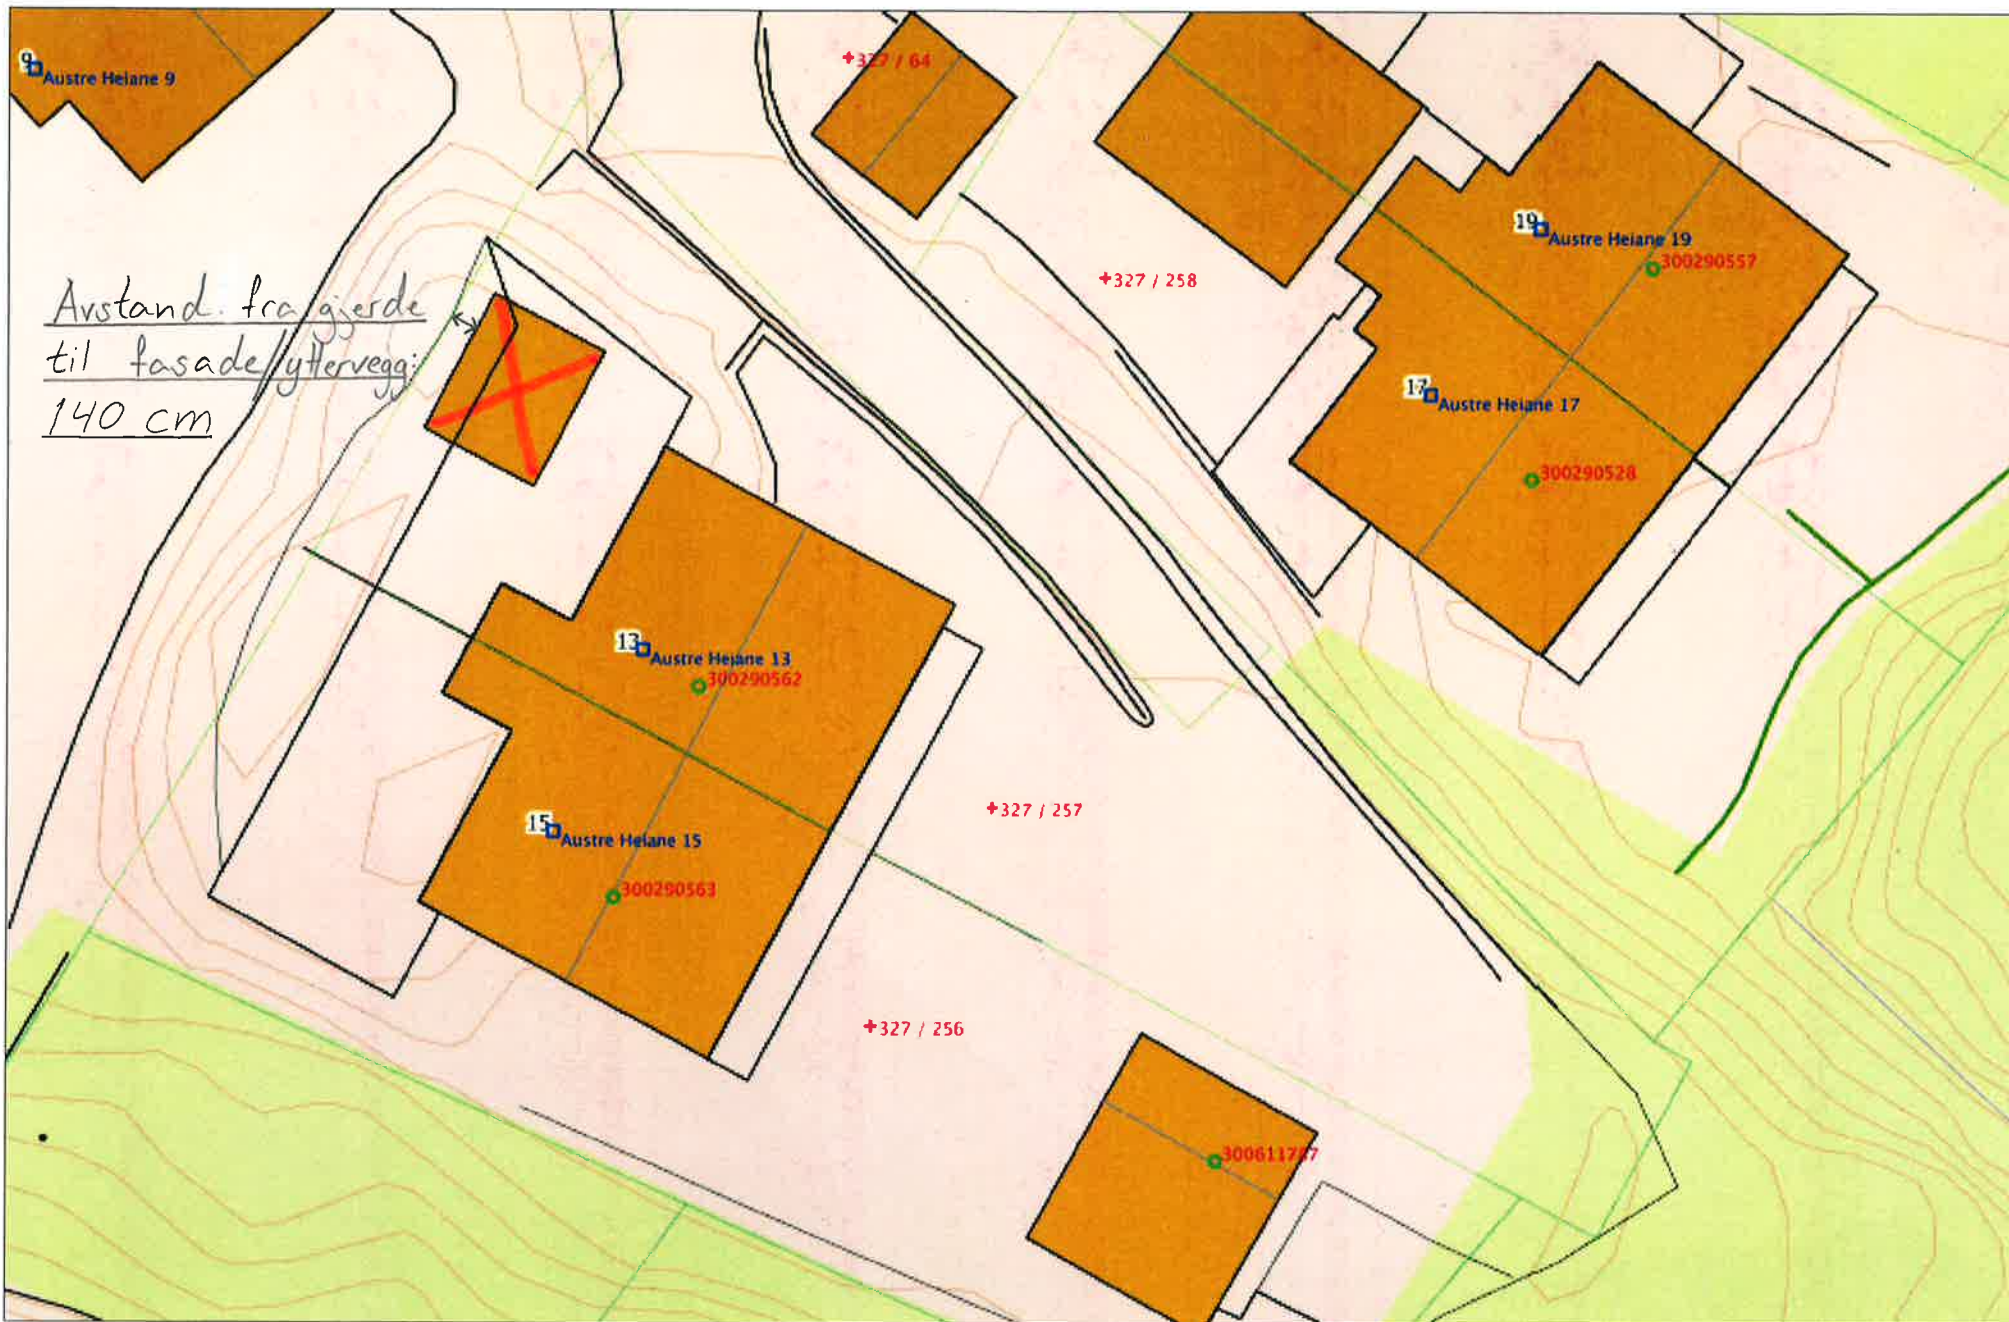 9
Austre Heiane 9
+327 / 64
Avstand fra gjerde
til fasade/yttervegg:
140 cm
+327 / 258
19
Austre Heiane 19
300290557
17
Austre Heiane 17
300290528
13
Austre Heiane 13
300290562
15
Austre Heiane 15
300290563
+327 / 257
+327 / 256
300611787